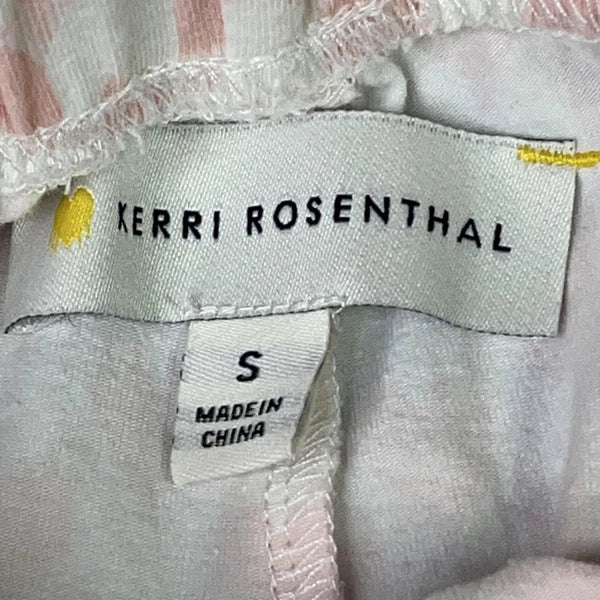 KERRI ROSENTHAL
S
MADE IN
CHINA